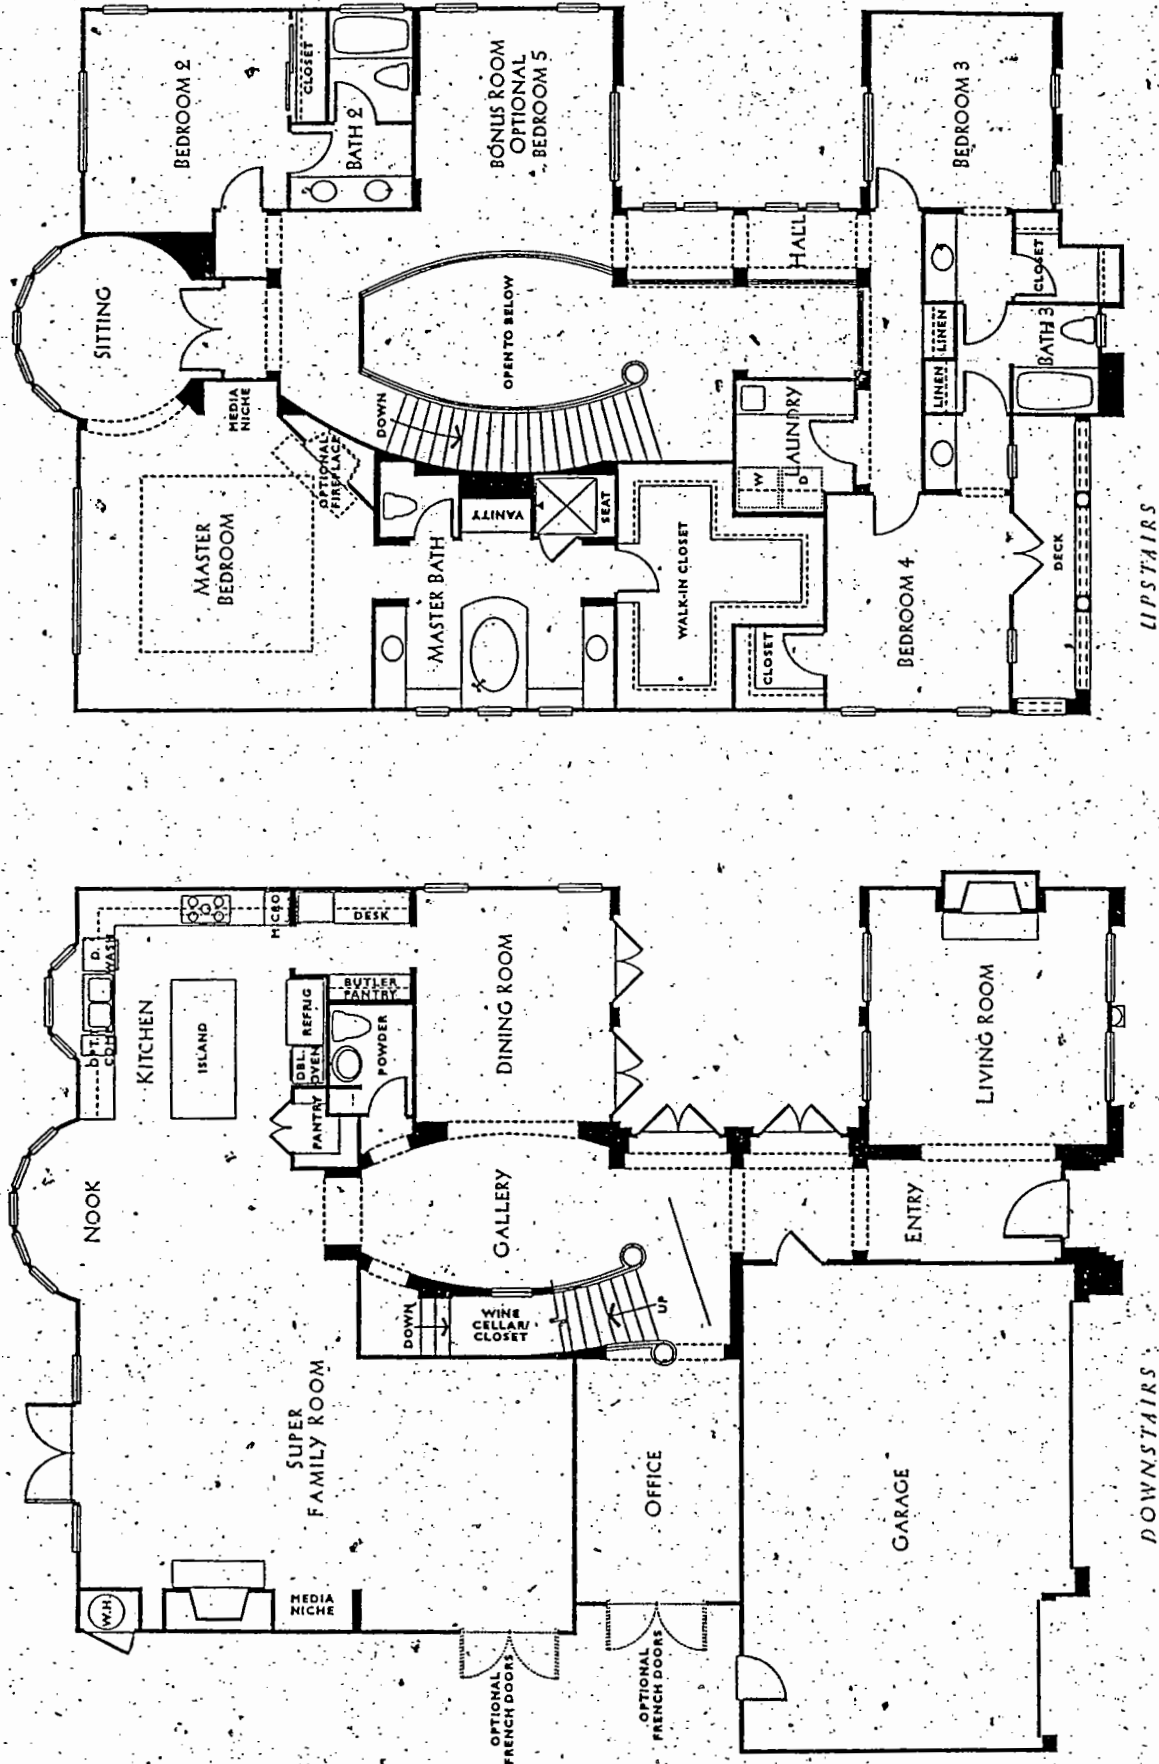 BEDROOM 2
CLOSET
BATH 2
BONUS ROOM
OPTIONAL
BEDROOM 5
BEDROOM 3
SITTING
MEDIA
NICHE
OPTIONAL
FIREPLACE
DOWN
OPEN TO BELOW
HALL
CLOSET
LINEN
LINEN
BATH 3
LAUNDRY
W
D
MASTER
BEDROOM
MASTER BATH
VANITY
SEAT
WALK-IN CLOSET
CLOSET
BEDROOM 4
DECK
UPSTAIRS
D.
WASH
OPT.
COMP
MICRO
DESK
KITCHEN
ISLAND
BUTLER
PANTRY
REFRIG
DBL.
OVEN
POWDER
PANTRY
DINING ROOM
LIVING ROOM
NOOK
GALLERY
ENTRY
DOWN
WINE
CELLAR/
CLOSET
UP
SUPER
FAMILY ROOM
OFFICE
GARAGE
W.H.
MEDIA
NICHE
OPTIONAL
FRENCH DOORS
OPTIONAL
FRENCH DOORS
DOWNSTAIRS